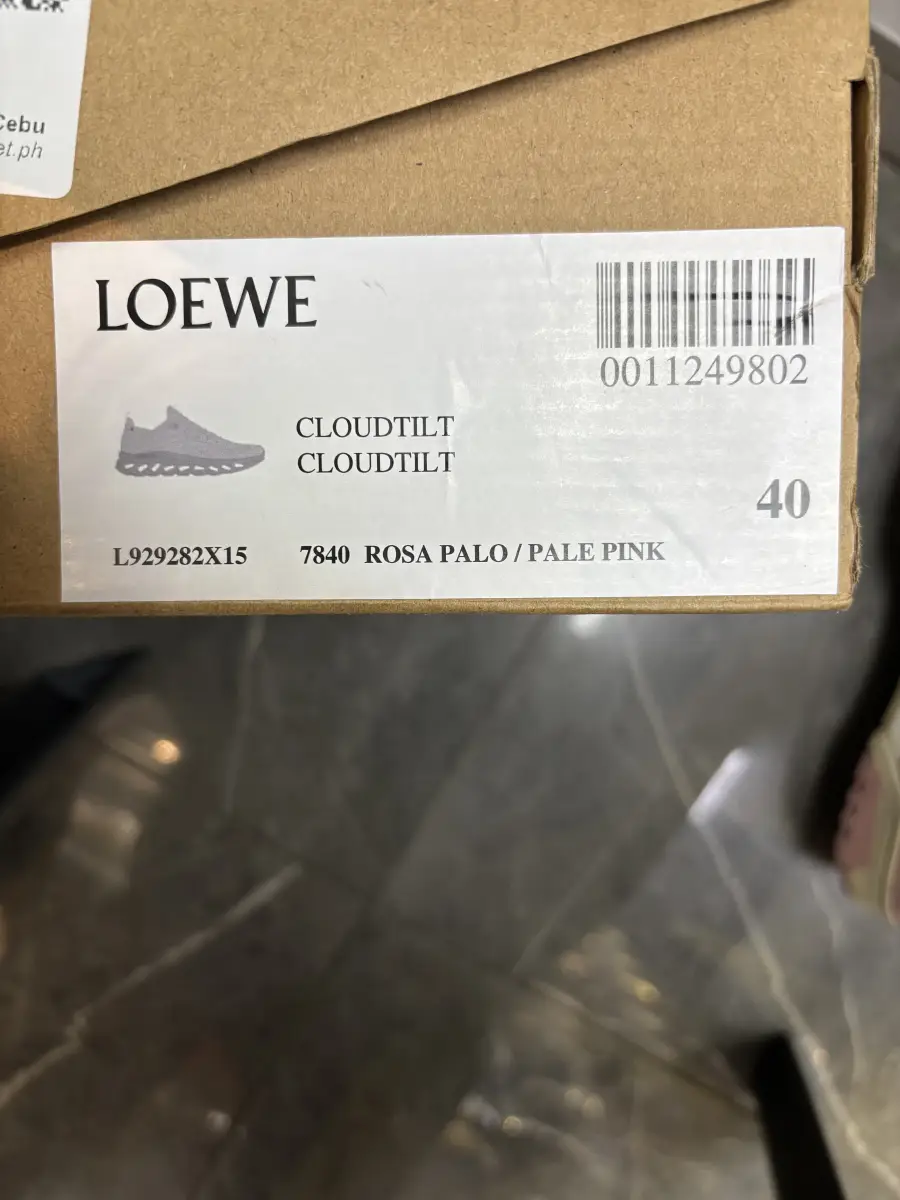 Cebu
et.ph
LOEWE
0011249802
CLOUDTILT
CLOUDTILT
40
L929282X15 7840 ROSA PALO / PALE PINK